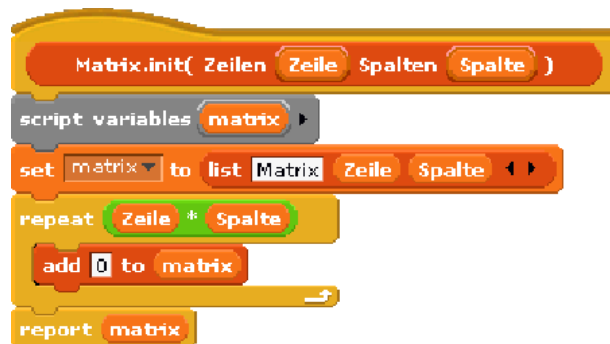 Matrix.init( Zeilen Zeile Spalten Spalte )
script variables matrix
set matrix to list Matrix Zeile Spalte
repeat Zeile * Spalte
add 0 to matrix
report matrix